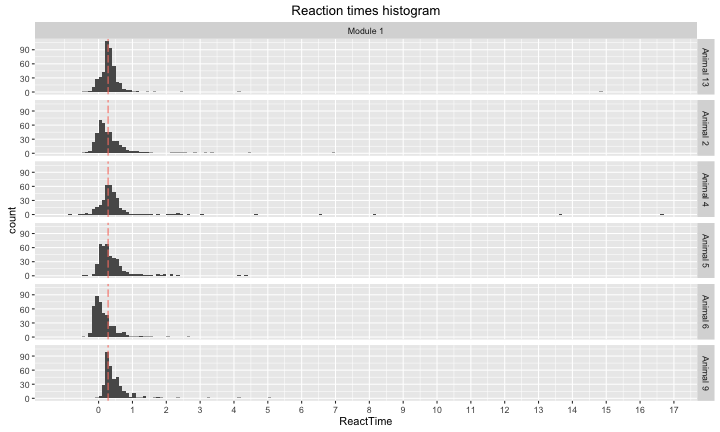 Reaction times histogram
Module 1
count
90
60
30
0
Animal 13
90
60
30
0
Animal 2
90
60
30
0
Animal 4
90
60
30
0
Animal 5
90
60
30
0
Animal 6
90
60
30
0
Animal 9
0 1 2 3 4 5 6 7 8 9 10 11 12 13 14 15 16 17
ReactTime